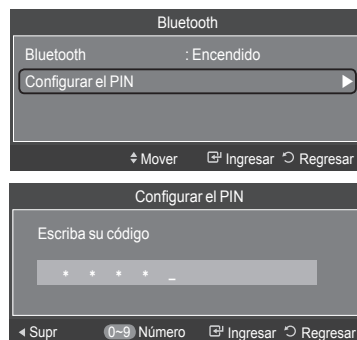 Bluetooth
Bluetooth : Encendido
Configurar el PIN
Mover Ingresar Regresar
Configurar el PIN
Escriba su código
* * * * _
Supr 0~9 Número Ingresar Regresar